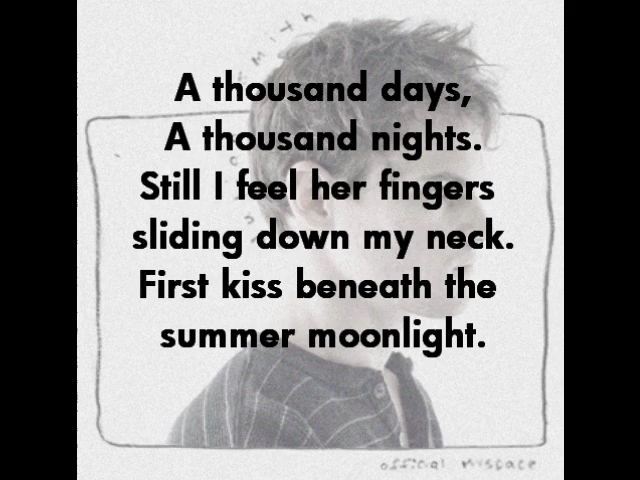 A thousand days,
A thousand nights.
Still I feel her fingers
sliding down my neck.
First kiss beneath the
summer moonlight.
official myspace